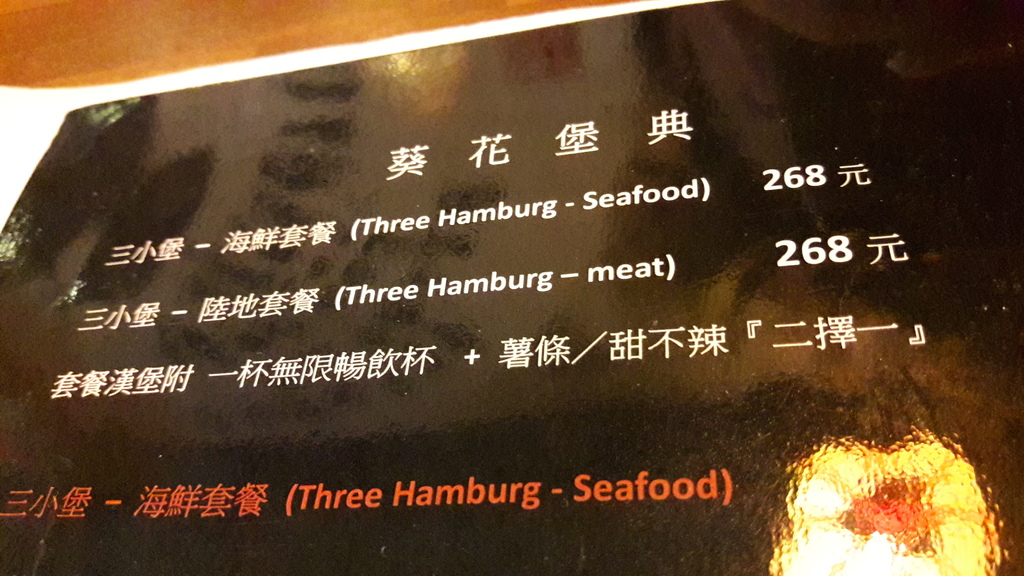 葵花堡典
三小堡 – 海鮮套餐 (Three Hamburg - Seafood) 268 元
三小堡 – 陸地套餐 (Three Hamburg – meat) 268 元
套餐漢堡附 一杯無限暢飲杯 + 薯條／甜不辣『二擇一』
三小堡 – 海鮮套餐 (Three Hamburg - Seafood)